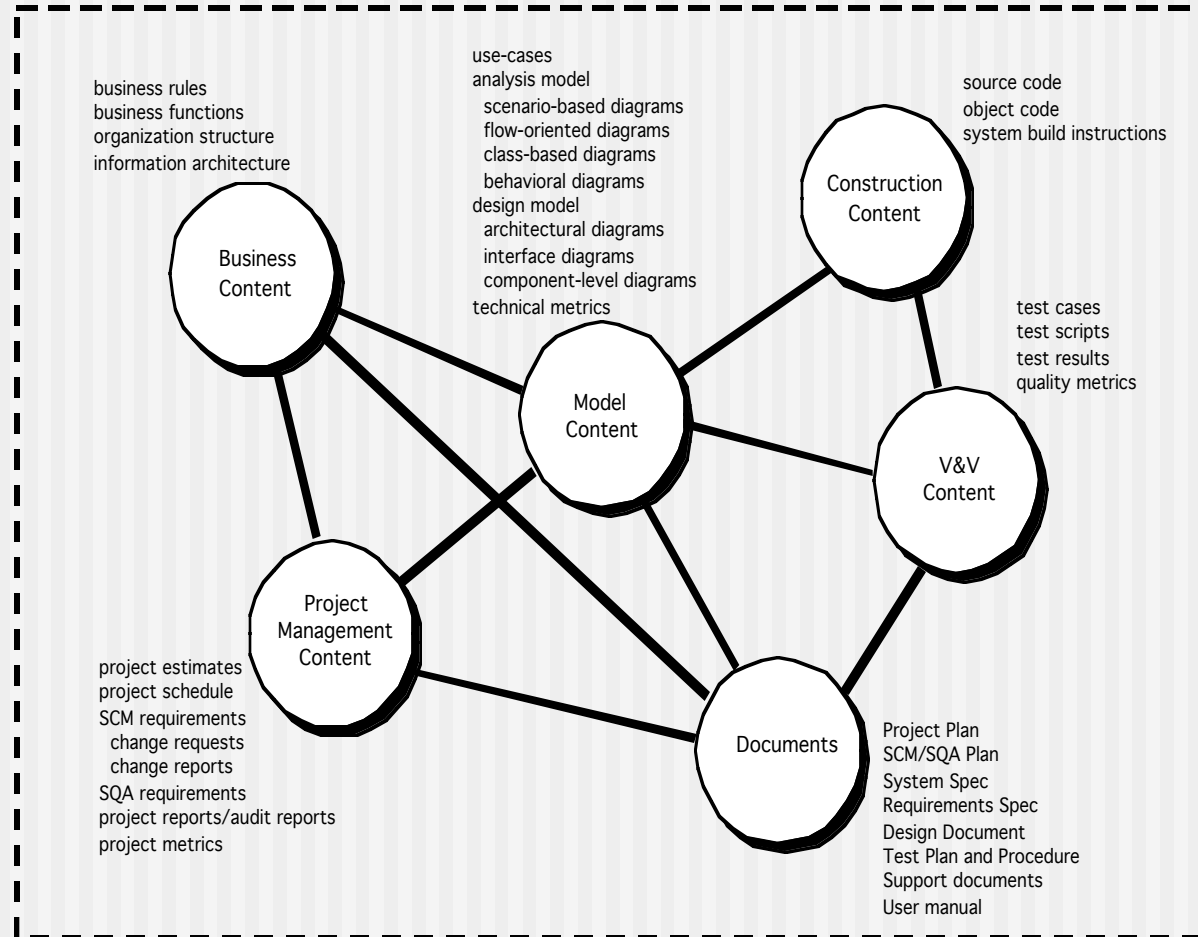 business rules
business functions
organization structure
information architecture
Business
Content
use-cases
analysis model
scenario-based diagrams
flow-oriented diagrams
class-based diagrams
behavioral diagrams
design model
architectural diagrams
interface diagrams
component-level diagrams
technical metrics
Model
Content
source code
object code
system build instructions
Construction
Content
test cases
test scripts
test results
quality metrics
V&V
Content
Project
Management
Content
project estimates
project schedule
SCM requirements
change requests
change reports
SQA requirements
project reports/audit reports
project metrics
Documents
Project Plan
SCM/SQA Plan
System Spec
Requirements Spec
Design Document
Test Plan and Procedure
Support documents
User manual